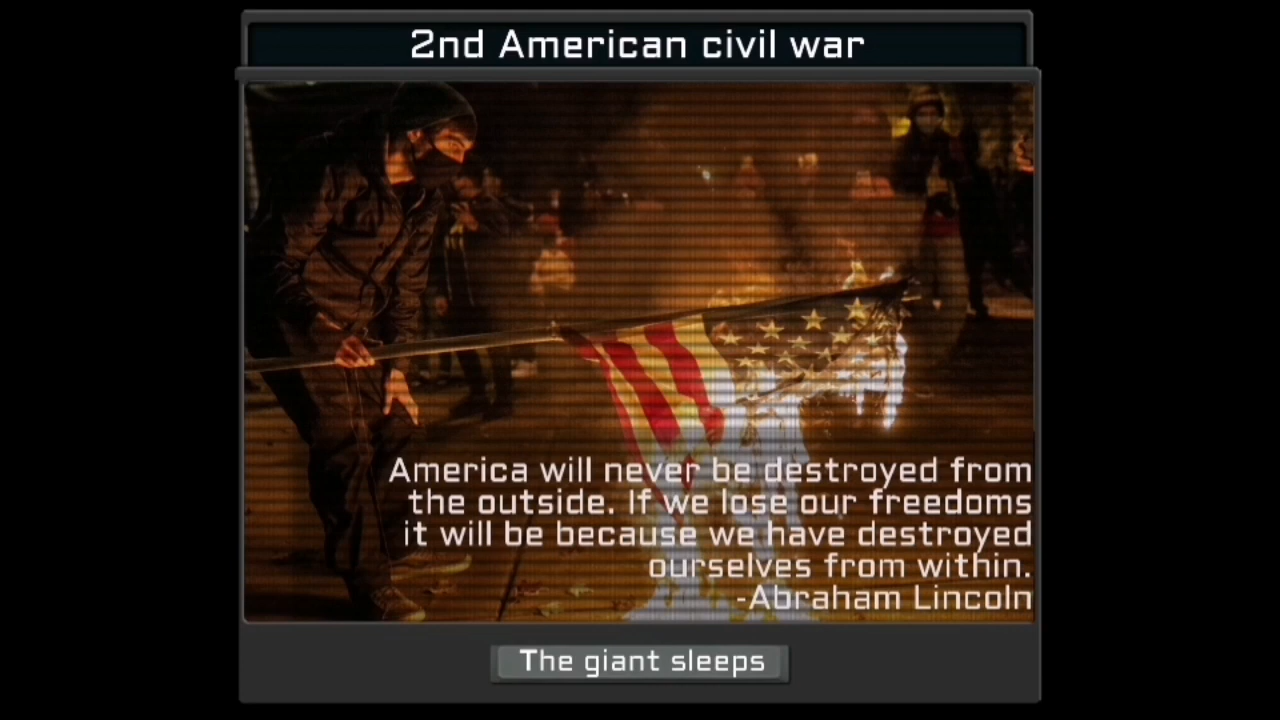 2nd American civil war
America will never be destroyed from
the outside. If we lose our freedoms
it will be because we have destroyed
ourselves from within.
-Abraham Lincoln
The giant sleeps